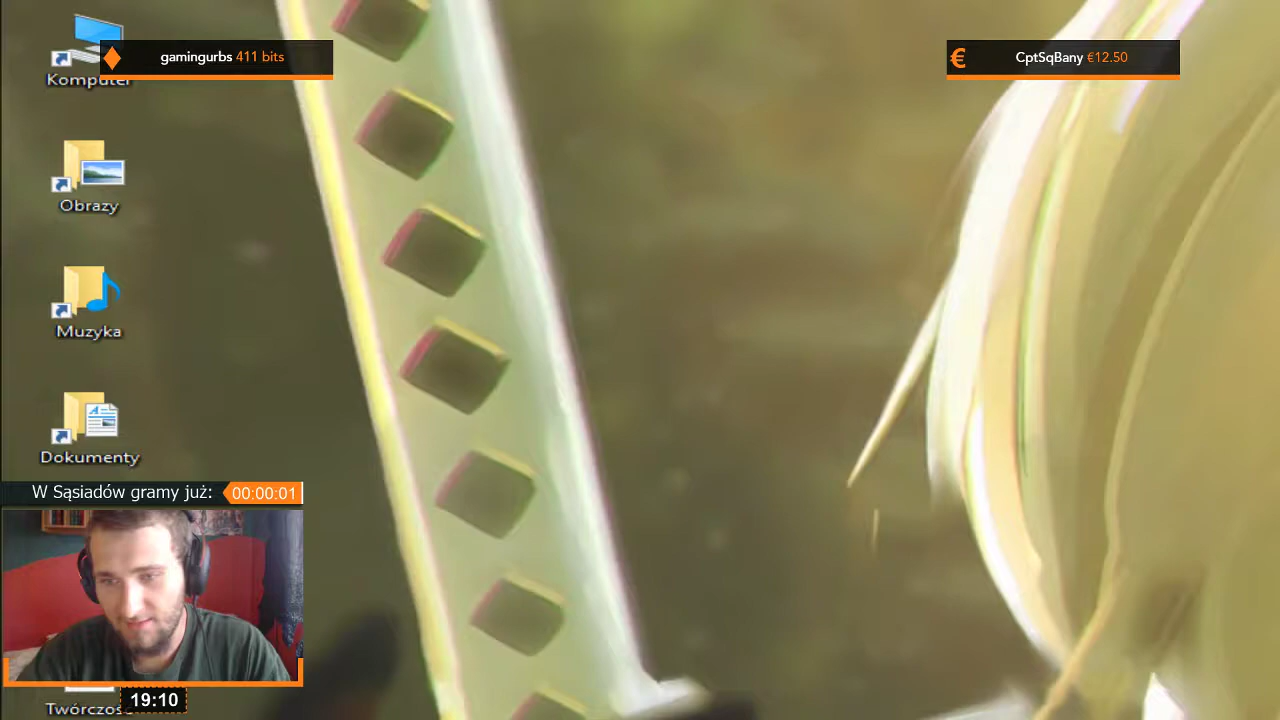 gamingurbs 411 bits
€ CptSqBany €12.50
Komputer
Obrazy
Muzyka
Dokumenty
W Sąsiadów gramy już: 00:00:01
19:10